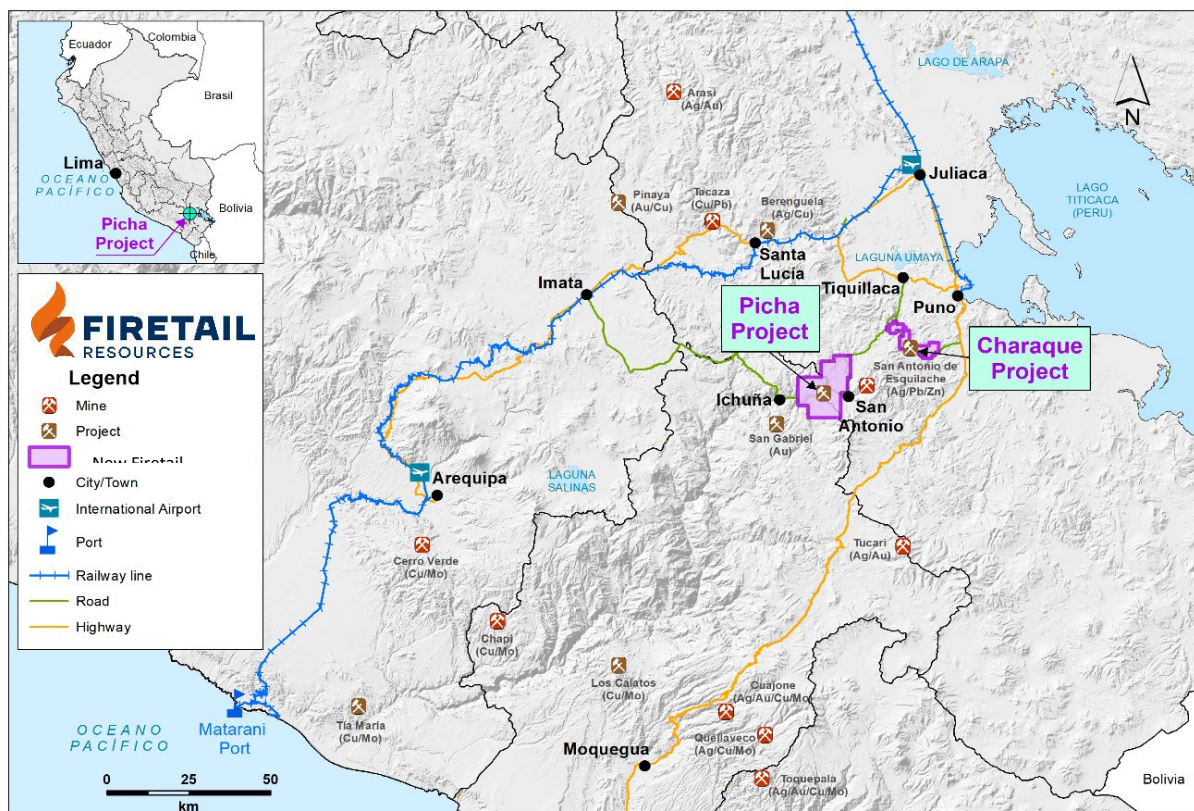 Ecuador
Colombia
Brasil
Lima
OCEANO
PACÍFICO
Bolivia
Picha
Project
Chile
FIRETAIL
RESOURCES
Legend
Mine
Project
New Firetail
City/Town
International Airport
Port
Railway line
Road
Highway
LAGO DE ARAPA
N
Arasi
(Ag/Au)
Juliaca
LAGO
TITICACA
(PERU)
Pinaya
(Au/Cu)
Tacaza
(Cu/Pb)
Berenguela
(Ag/Cu)
Santa
Lucía
LAGUNA UMAYA
Imata
Tiquillaca
Puno
Picha
Project
Charaque
Project
San Antonio de
Esquilache
(Ag/Pb/Zn)
Ichuña
San
Antonio
San Gabriel
(Au)
Arequipa
LAGUNA
SALINAS
Cerro Verde
(Cu/Mo)
Tucari
(Ag/Au)
Chapi
(Cu/Mo)
Los Calatos
(Cu/Mo)
Cuajone
(Ag/Au/Cu/Mo)
Tia Maria
(Cu/Mo)
Quellaveco
(Ag/Cu/Mo)
Matarani
Port
OCEANO
PACÍFICO
Moquegua
Toquepala
(Ag/Au/Cu/Mo)
Bolivia
0 25 50
km